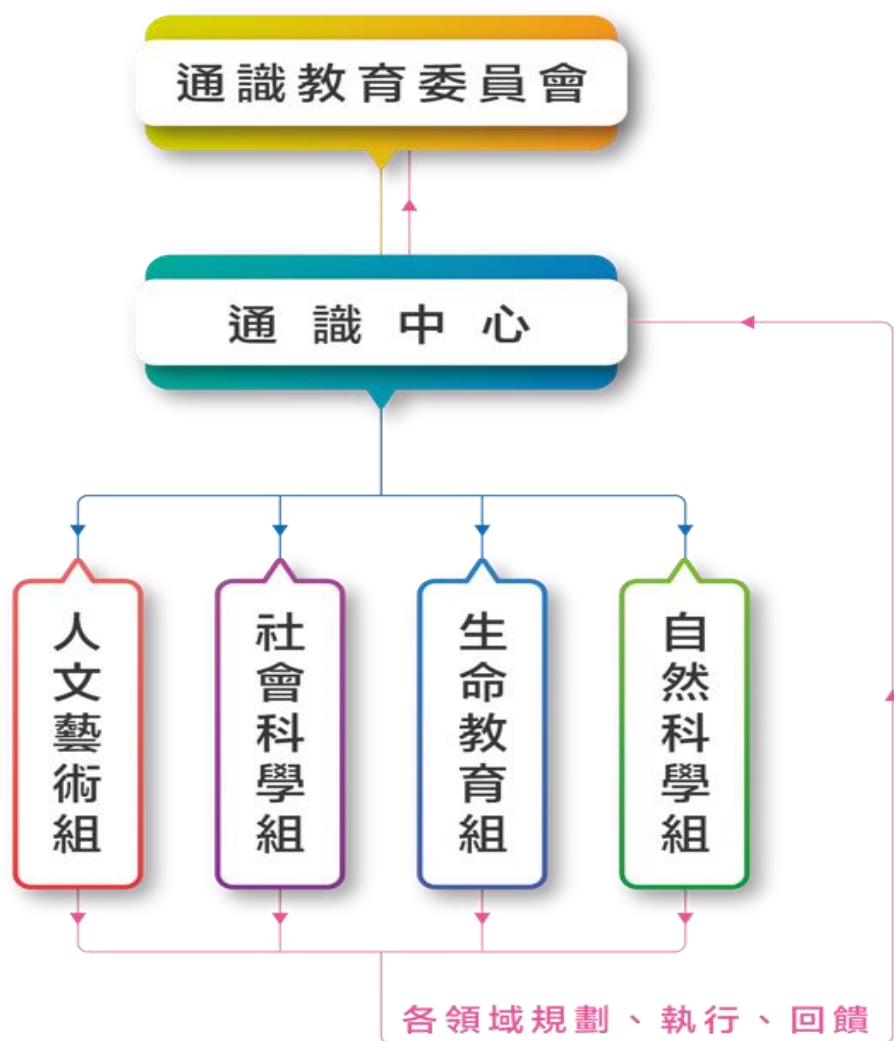 通識教育委員會
通識中心
人文藝術組
社會科學組
生命教育組
自然科學組
各領域規劃、執行、回饋